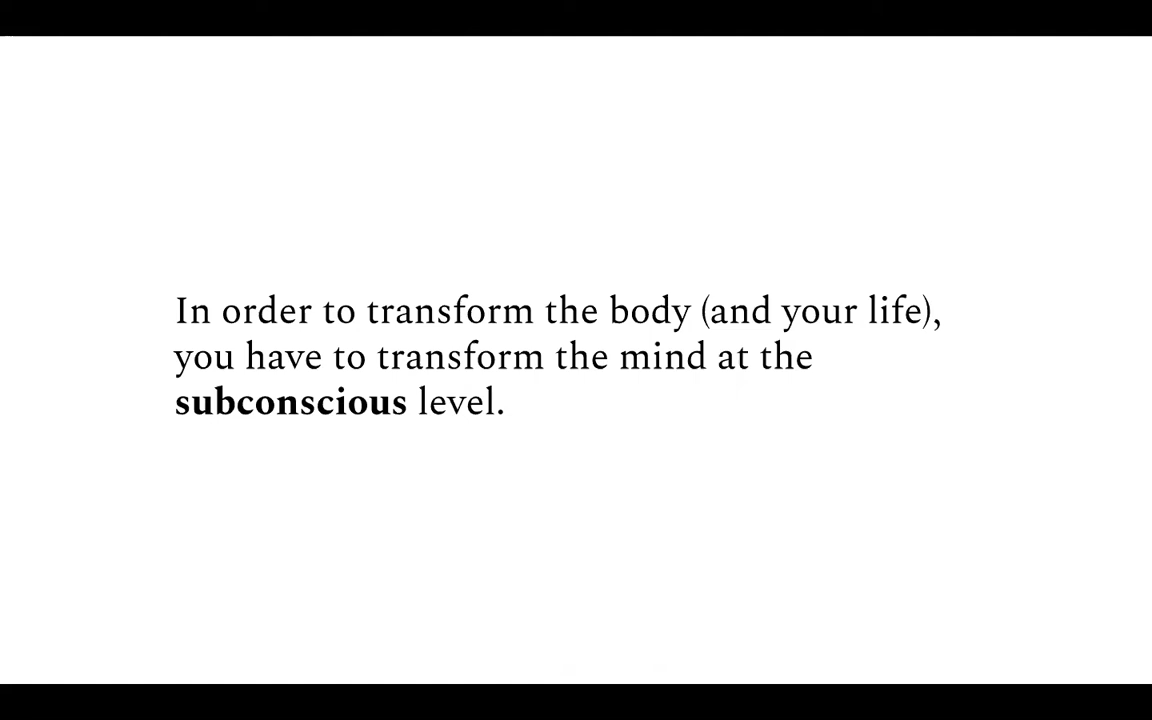 In order to transform the body (and your life),
you have to transform the mind at the
subconscious level.